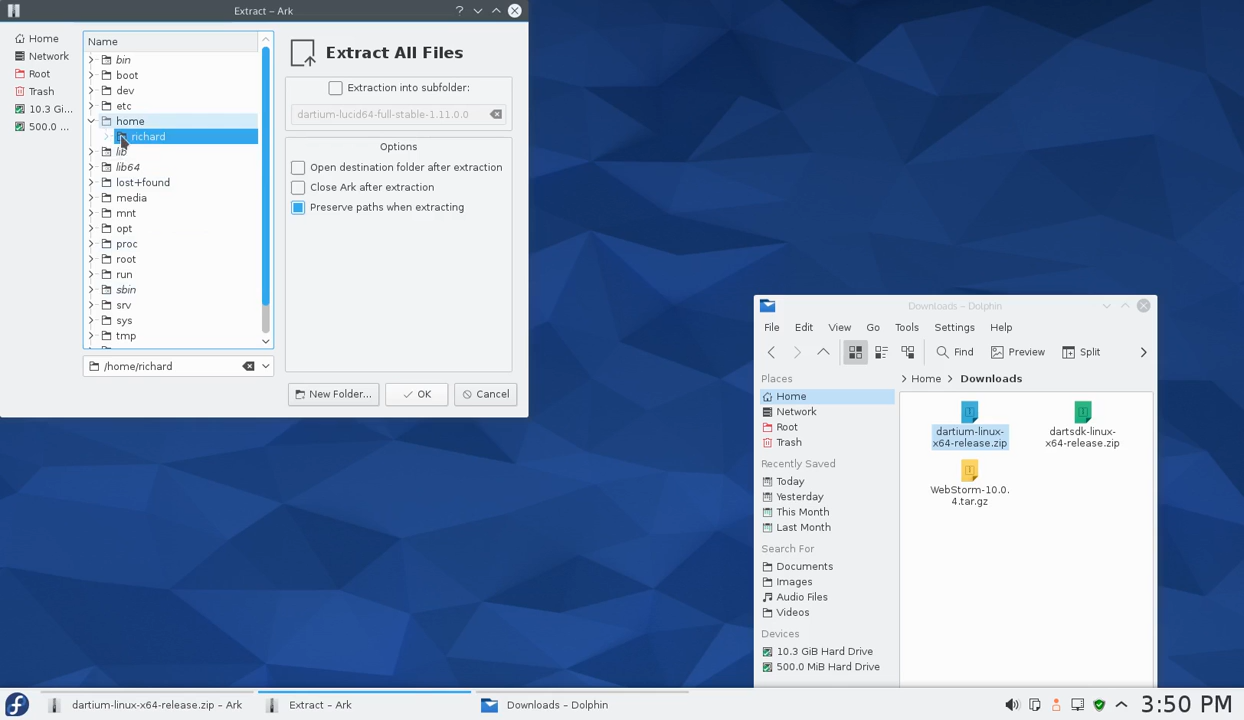 Extract – Ark
?
Home
Network
Root
Trash
10.3 Gi...
500.0 ...
Name
bin
boot
dev
etc
home
richard
lib
lib64
lost+found
media
mnt
opt
proc
root
run
sbin
srv
sys
tmp
/home/richard
Extract All Files
Extraction into subfolder:
dartium-lucid64-full-stable-1.11.0.0
Options
Open destination folder after extraction
Close Ark after extraction
Preserve paths when extracting
New Folder...
OK
Cancel
Downloads – Dolphin
File Edit View Go Tools Settings Help
Find Preview Split
Places
Home
Network
Root
Trash
Recently Saved
Today
Yesterday
This Month
Last Month
Search For
Documents
Images
Audio Files
Videos
Devices
10.3 GiB Hard Drive
500.0 MiB Hard Drive
> Home > Downloads
dartium-linux-
x64-release.zip
dartsdk-linux-
x64-release.zip
WebStorm-10.0.
4.tar.gz
dartium-linux-x64-release.zip – Ark
Extract – Ark
Downloads – Dolphin
3:50 PM